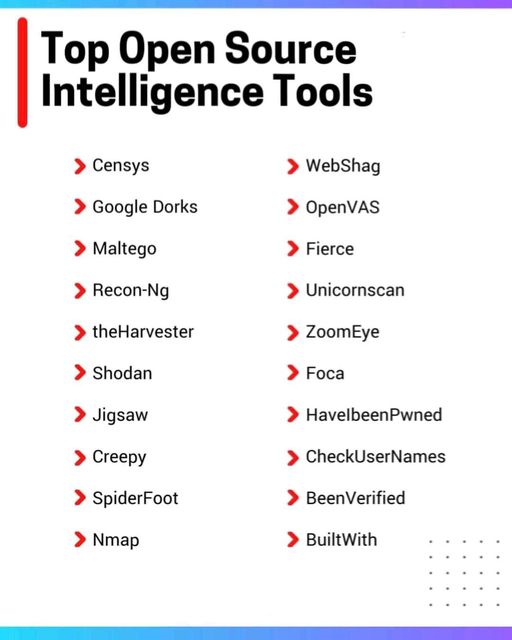 Top Open Source
Intelligence Tools
Censys
Google Dorks
Maltego
Recon-Ng
theHarvester
Shodan
Jigsaw
Creepy
SpiderFoot
Nmap
WebShag
OpenVAS
Fierce
Unicornscan
ZoomEye
Foca
HaveIbeenPwned
CheckUserNames
BeenVerified
BuiltWith